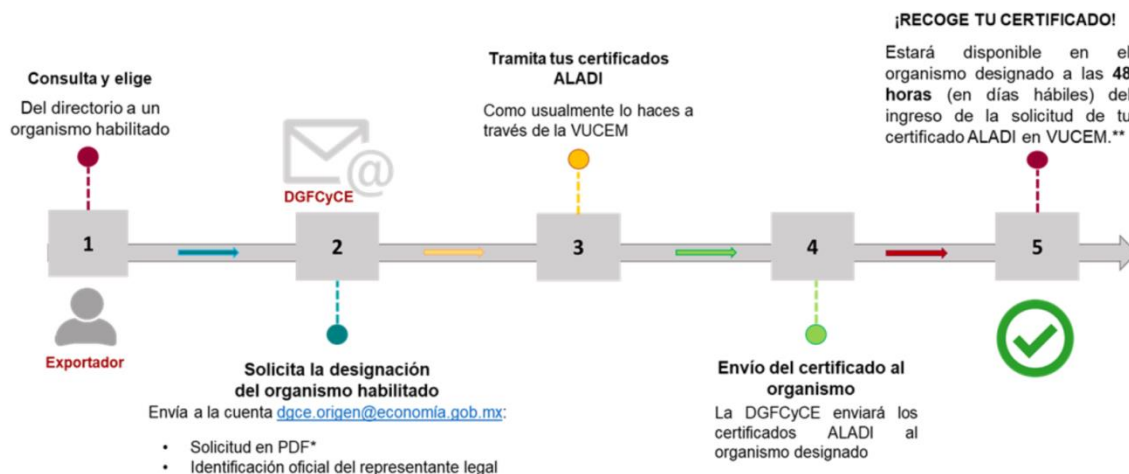 Consulta y elige
Del directorio a un
organismo habilitado
1
Exportador
DGFCyCE
2
Solicita la designación
del organismo habilitado
Envía a la cuenta dgce.origen@economía.gob.mx:
• Solicitud en PDF*
• Identificación oficial del representante legal
Tramita tus certificados
ALADI
Como usualmente lo haces a
través de la VUCEM
3
4
Envío del certificado al
organismo
La DGFCyCE enviará los
certificados ALADI al
organismo designado
¡RECOGE TU CERTIFICADO!
Estará disponible en el
organismo designado a las 48
horas (en días hábiles) del
ingreso de la solicitud de tu
certificado ALADI en VUCEM.**
5